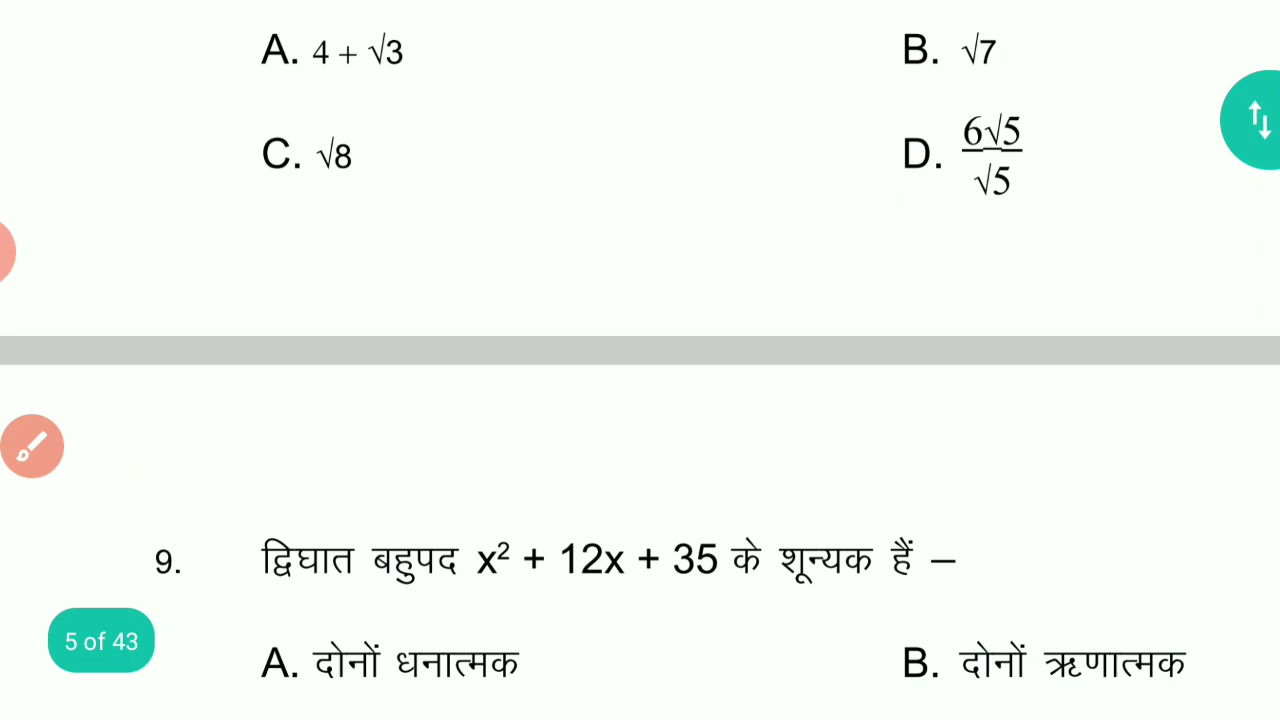 A. 4 + √3 B. √7
C. √8 D. 6√5/√5
9. द्विघात बहुपद x² + 12x + 35 के शून्यक हैं –
5 of 43
A. दोनों धनात्मक B. दोनों ऋणात्मक